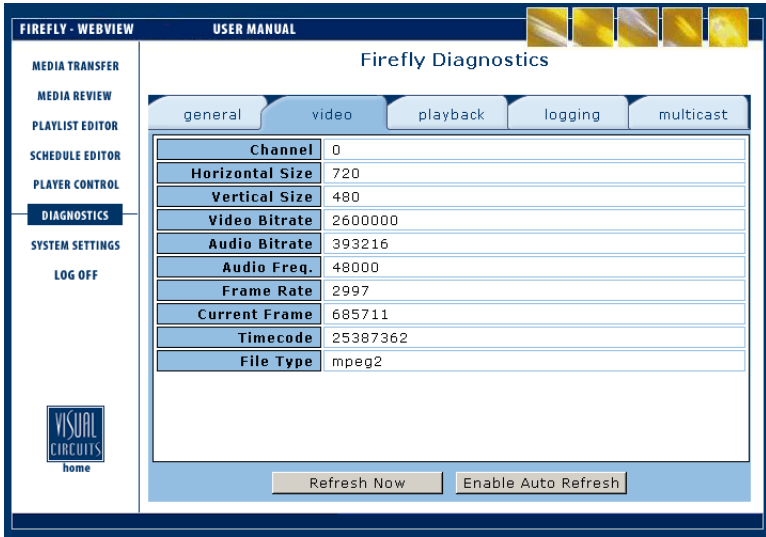 FIREFLY - WEBVIEW USER MANUAL
Firefly Diagnostics
MEDIA TRANSFER
MEDIA REVIEW
PLAYLIST EDITOR
SCHEDULE EDITOR
PLAYER CONTROL
DIAGNOSTICS
SYSTEM SETTINGS
LOG OFF
VISUAL
CIRCUITS
home
general video playback logging multicast
Channel 0
Horizontal Size 720
Vertical Size 480
Video Bitrate 2600000
Audio Bitrate 393216
Audio Freq. 48000
Frame Rate 2997
Current Frame 685711
Timecode 25387362
File Type mpeg2
Refresh Now Enable Auto Refresh